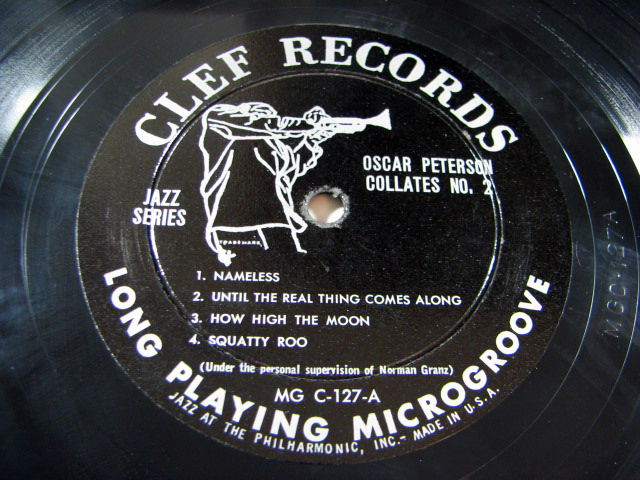 CLEF RECORDS
OSCAR PETERSON
COLLATES NO. 2
JAZZ
SERIES
TRADEMARK
1. NAMELESS
2. UNTIL THE REAL THING COMES ALONG
3. HOW HIGH THE MOON
4. SQUATTY ROO
(Under the personal supervision of Norman Granz)
MG C-127-A
LONG PLAYING MICROGROOVE
JAZZ AT THE PHILHARMONIC, INC.- MADE IN U.S.A.
MGC-127A